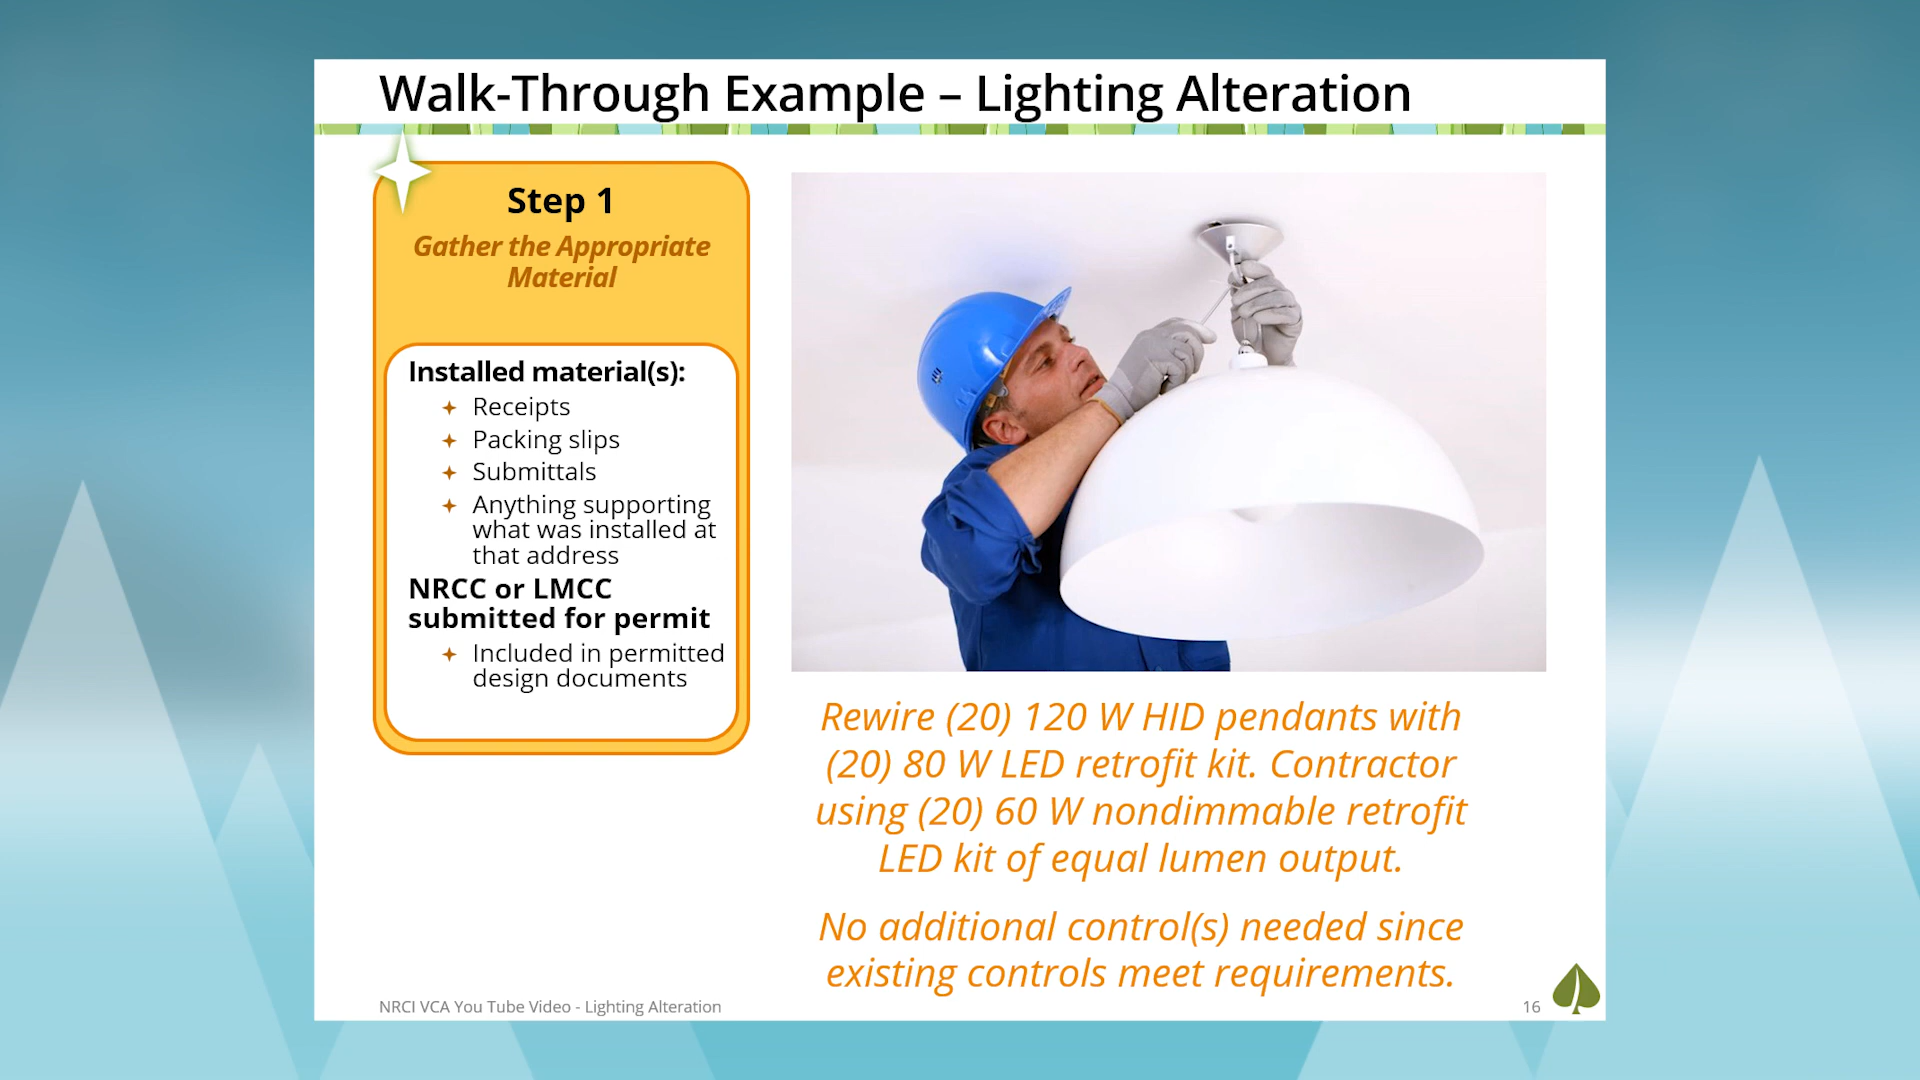 Walk-Through Example – Lighting Alteration
Step 1
Gather the Appropriate
Material
Installed material(s):
Receipts
Packing slips
Submittals
Anything supporting
what was installed at
that address
NRCC or LMCC
submitted for permit
Included in permitted
design documents
Rewire (20) 120 W HID pendants with
(20) 80 W LED retrofit kit. Contractor
using (20) 60 W nondimmable retrofit
LED kit of equal lumen output.
No additional control(s) needed since
existing controls meet requirements.
NRCI VCA You Tube Video - Lighting Alteration
16